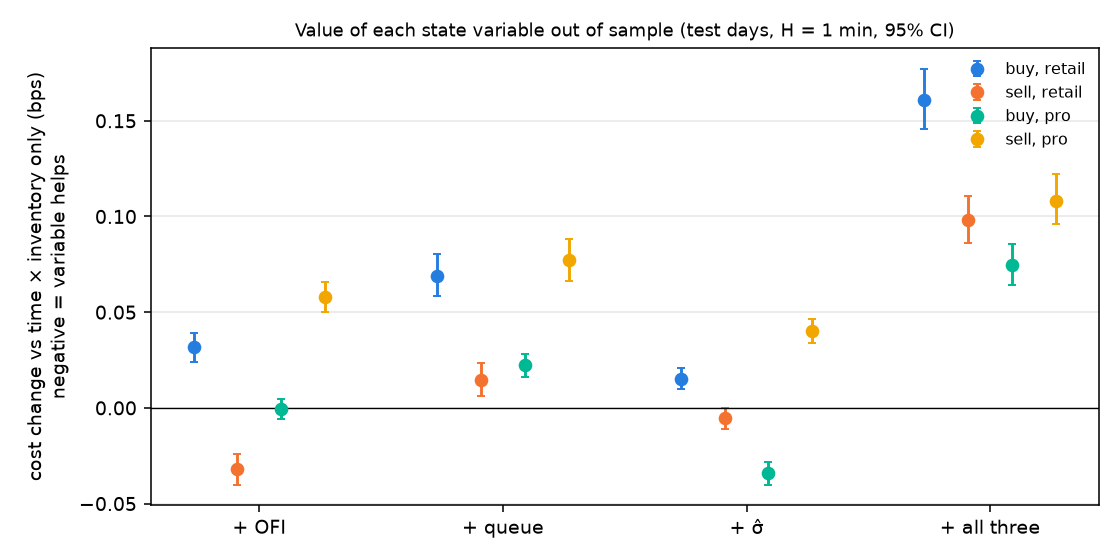 Value of each state variable out of sample (test days, H = 1 min, 95% CI)
cost change vs time × inventory only (bps)
negative = variable helps
0.15
0.10
0.05
0.00
−0.05
buy, retail
sell, retail
buy, pro
sell, pro
+ OFI
+ queue
+ σ̂
+ all three